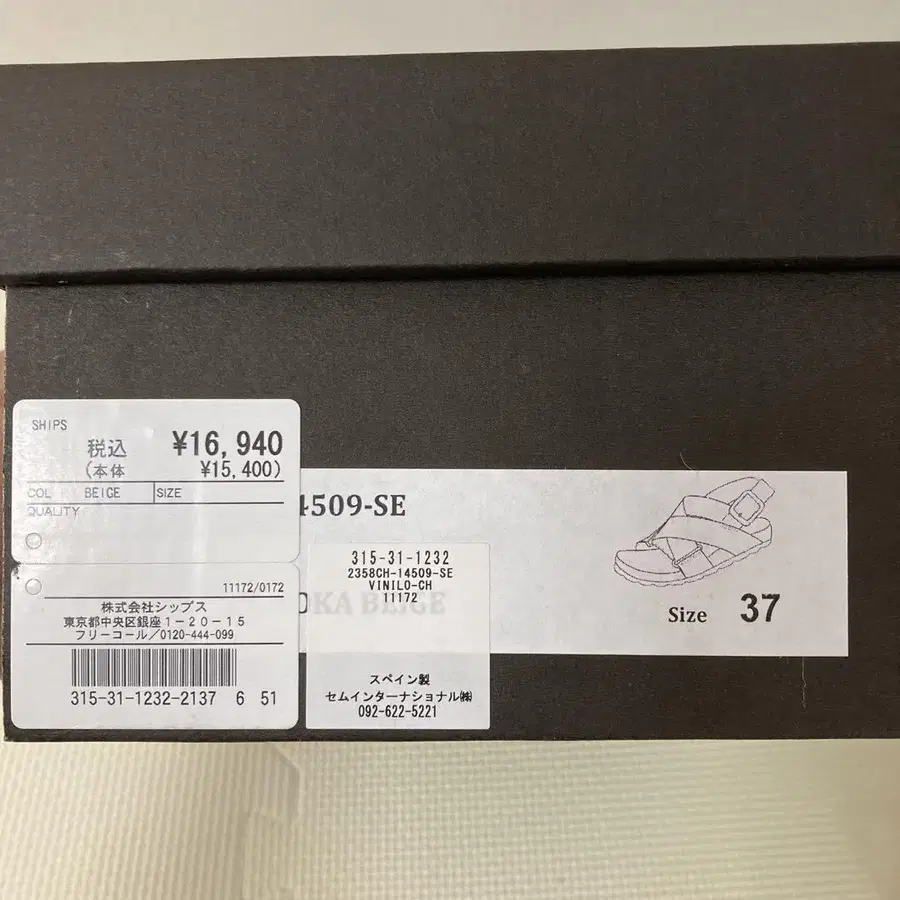 SHIPS
税込 ¥16,940
(本体 ¥15,400)
COL BEIGE SIZE
QUALITY
11172/0172
株式会社シップス
東京都中央区銀座1-20-15
フリーコール/0120-444-099
315-31-1232-2137 6 51
4509-SE
315-31-1232
2358CH-14509-SE
VINILO-CH
11172
OKA BEIGE
スペイン製
セムインターナショナル㈱
092-622-5221
Size 37